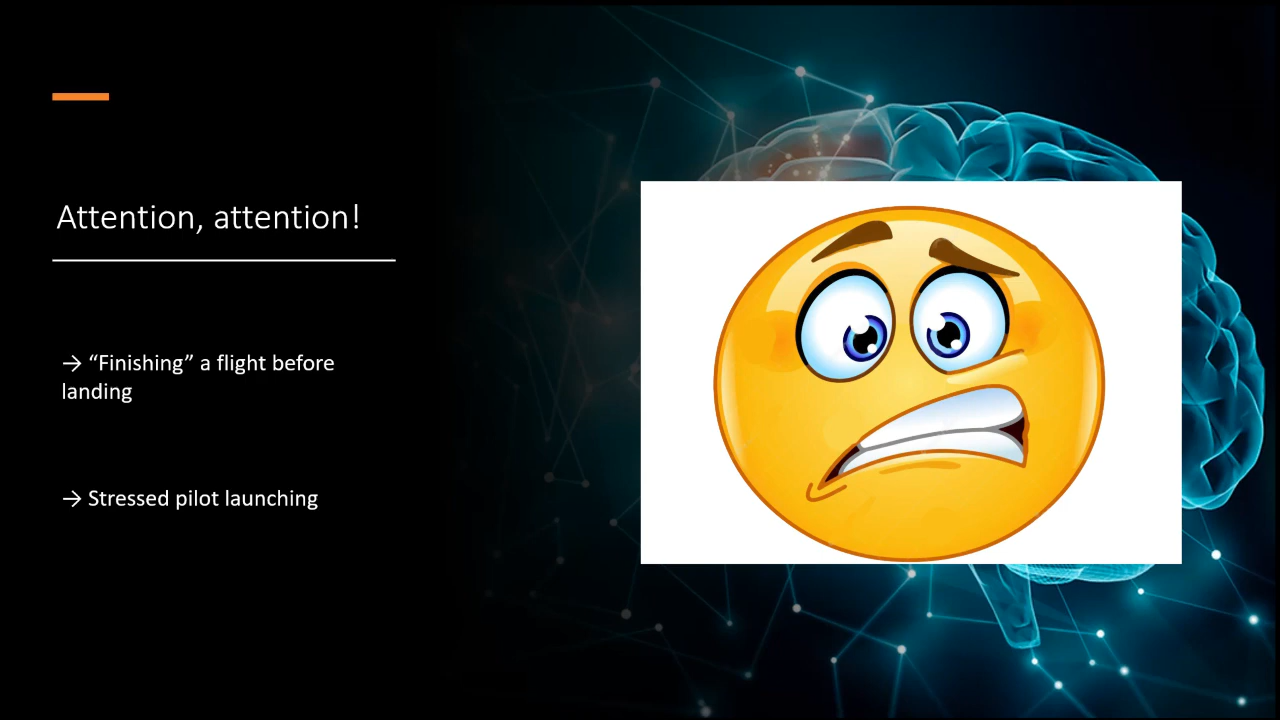 Attention, attention!
→ “Finishing” a flight before
landing
→ Stressed pilot launching